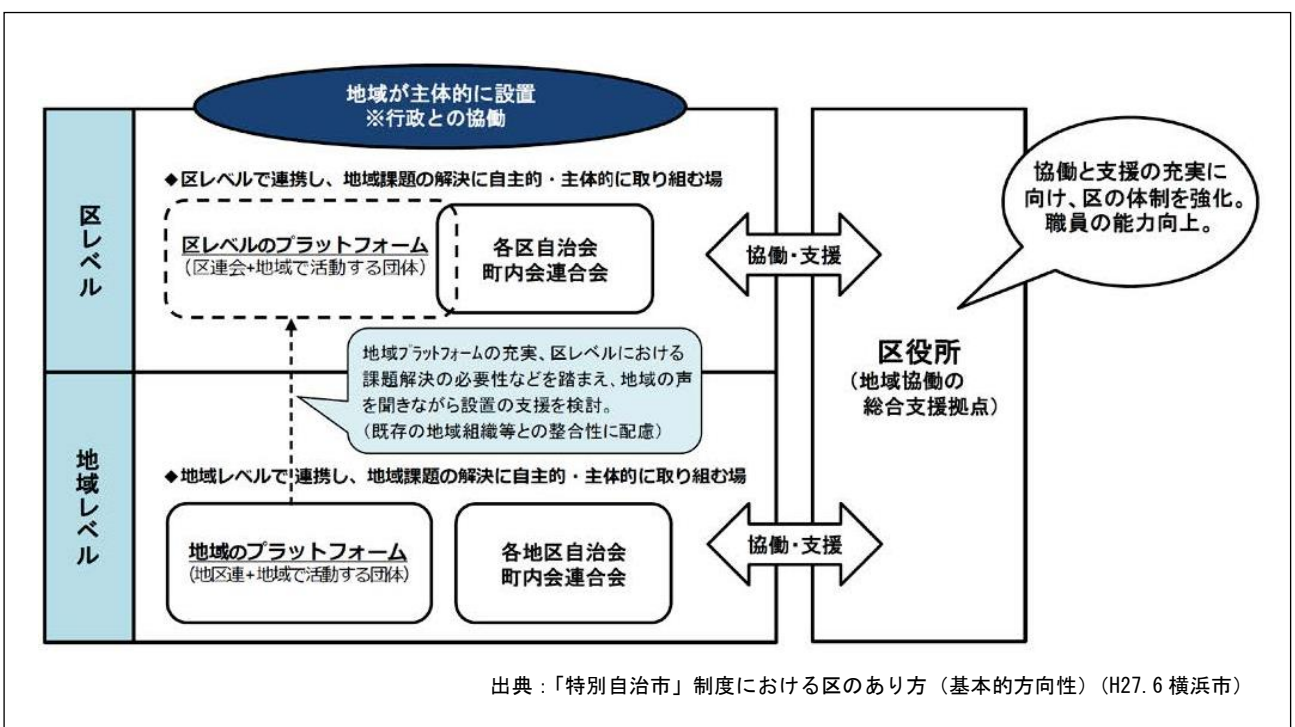 地域が主体的に設置
※行政との協働
区レベル
◆区レベルで連携し、地域課題の解決に自主的・主体的に取り組む場
区レベルのプラットフォーム
（区連会+地域で活動する団体）
各区自治会
町内会連合会
協働・支援
協働と支援の充実に
向け、区の体制を強化。
職員の能力向上。
地域プラットフォームの充実、区レベルにおける
課題解決の必要性などを踏まえ、地域の声
を聞きながら設置の支援を検討。
（既存の地域組織等との整合性に配慮）
区役所
（地域協働の
総合支援拠点）
地域レベル
◆地域レベルで連携し、地域課題の解決に自主的・主体的に取り組む場
地域のプラットフォーム
（地区連+地域で活動する団体）
各地区自治会
町内会連合会
協働・支援
出典：「特別自治市」制度における区のあり方（基本的方向性）（H27.6 横浜市）